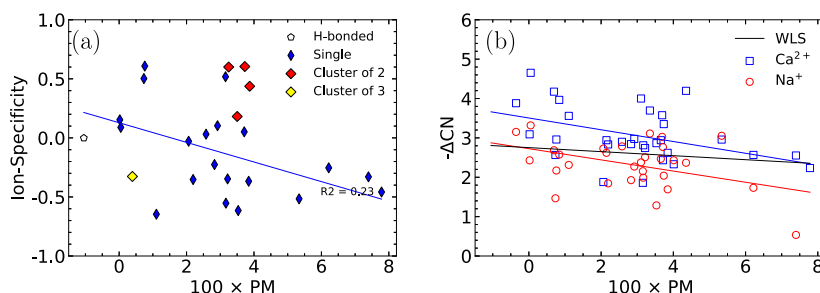 (a)
H-bonded
Single
Cluster of 2
Cluster of 3
R2 = 0.23
Ion-Specificity
1.0
0.5
0.0
-0.5
-1.0
0 2 4 6 8
100 × PM
(b)
WLS
Ca²⁺
Na⁺
-ΔCN
6
5
4
3
2
1
0
0 2 4 6 8
100 × PM